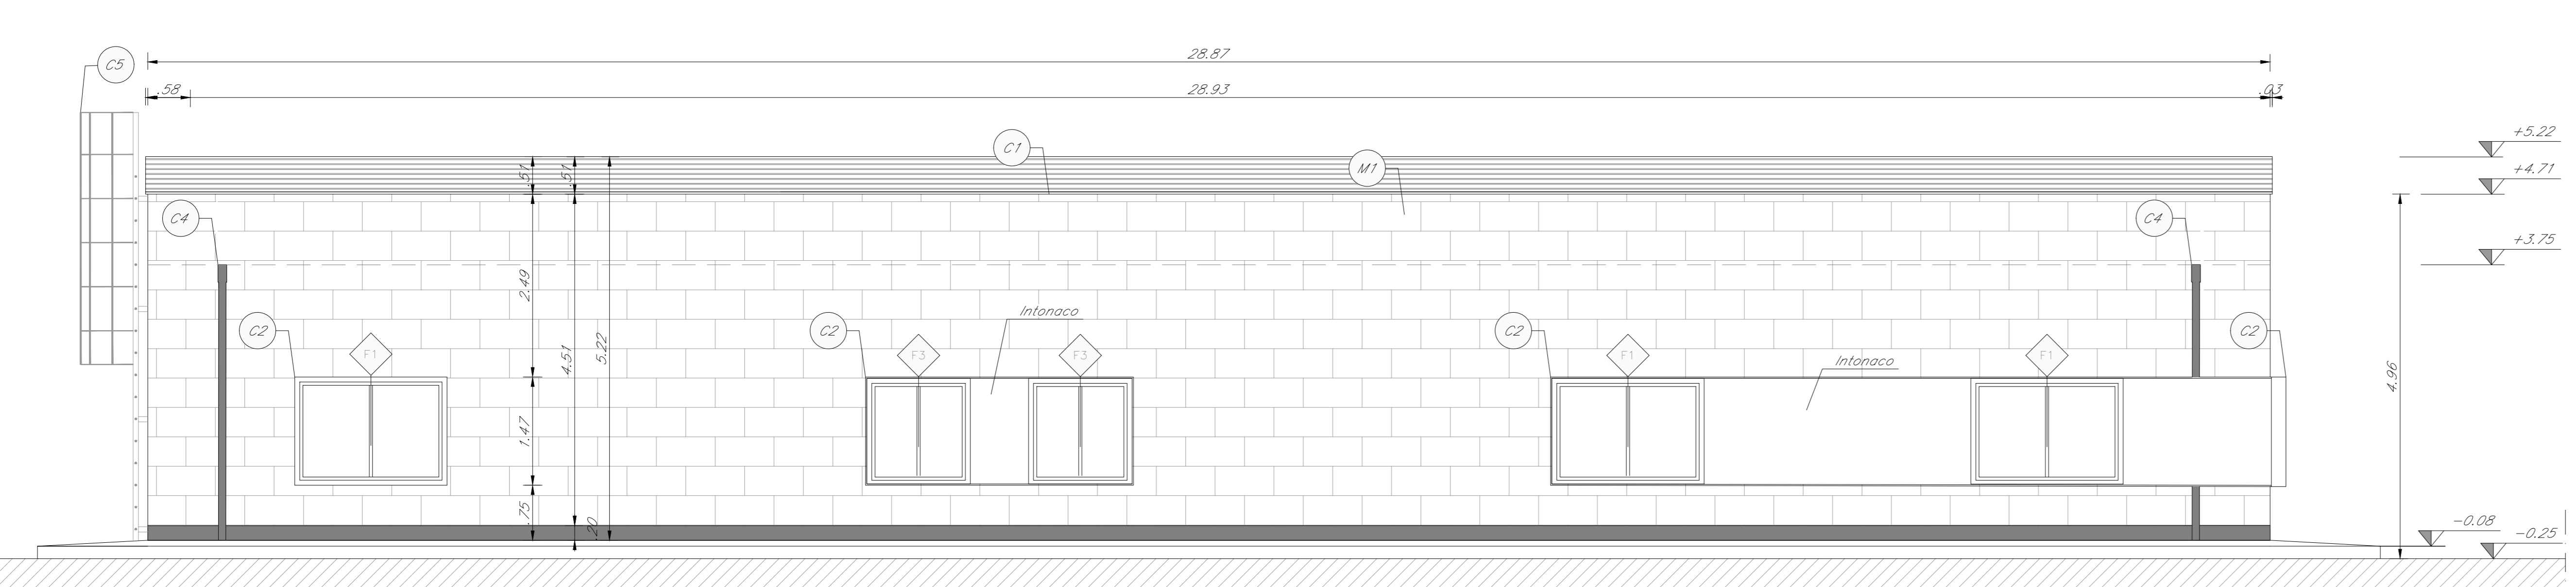 28.87
C5
.58
28.93
.03
+5.22
C1
M1
+4.71
.51
.51
C4
C4
+3.75
2.49
Intonaco
C2
C2
C2
C2
F1
F3
F3
F1
F1
4.51
5.22
Intonaco
4.96
1.47
.75
.20
-0.08
-0.25